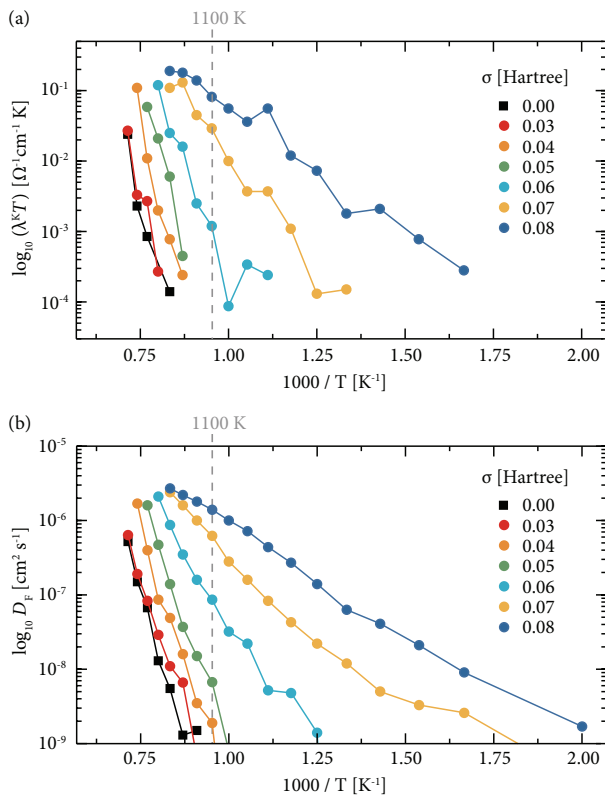 (a)
1100 K
log₁₀ (λᴷT) [Ω⁻¹cm⁻¹ K]
10⁻¹
10⁻²
10⁻³
10⁻⁴
σ [Hartree]
0.00
0.03
0.04
0.05
0.06
0.07
0.08
0.75 1.00 1.25 1.50 1.75 2.00
1000 / T [K⁻¹]
(b)
1100 K
log₁₀ D_F [cm² s⁻¹]
10⁻⁵
10⁻⁶
10⁻⁷
10⁻⁸
10⁻⁹
σ [Hartree]
0.00
0.03
0.04
0.05
0.06
0.07
0.08
0.75 1.00 1.25 1.50 1.75 2.00
1000 / T [K⁻¹]